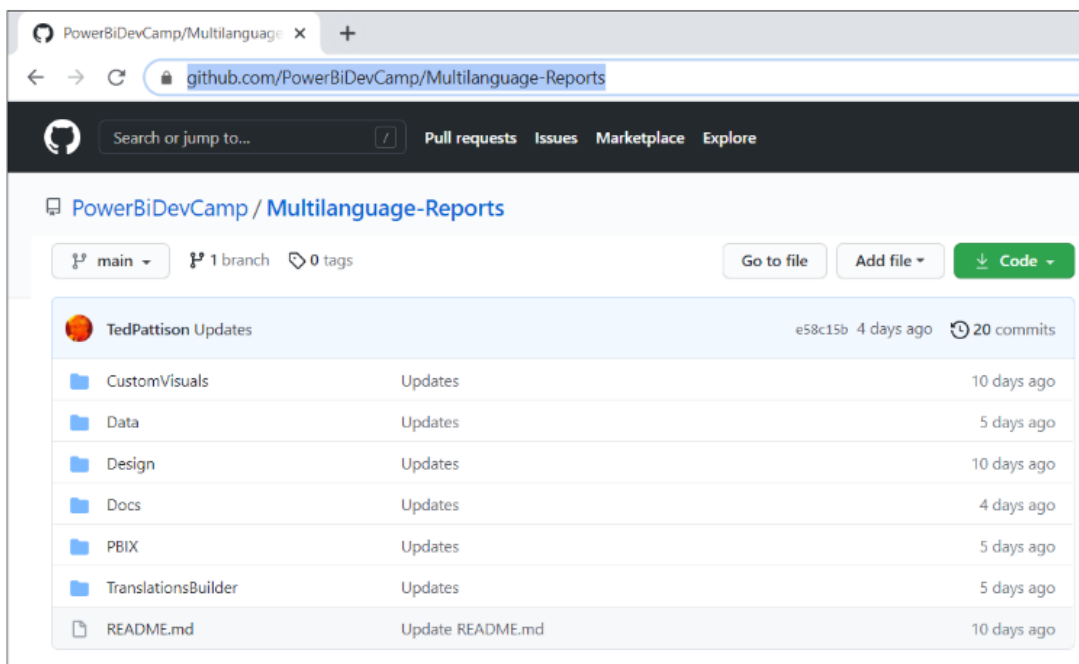 PowerBiDevCamp/Multilanguage
github.com/PowerBiDevCamp/Multilanguage-Reports
Search or jump to... / Pull requests Issues Marketplace Explore
PowerBiDevCamp / Multilanguage-Reports
main 1 branch 0 tags Go to file Add file Code
TedPattison Updates e58c15b 4 days ago 20 commits
CustomVisuals Updates 10 days ago
Data Updates 5 days ago
Design Updates 10 days ago
Docs Updates 4 days ago
PBIX Updates 5 days ago
TranslationsBuilder Updates 5 days ago
README.md Update README.md 10 days ago